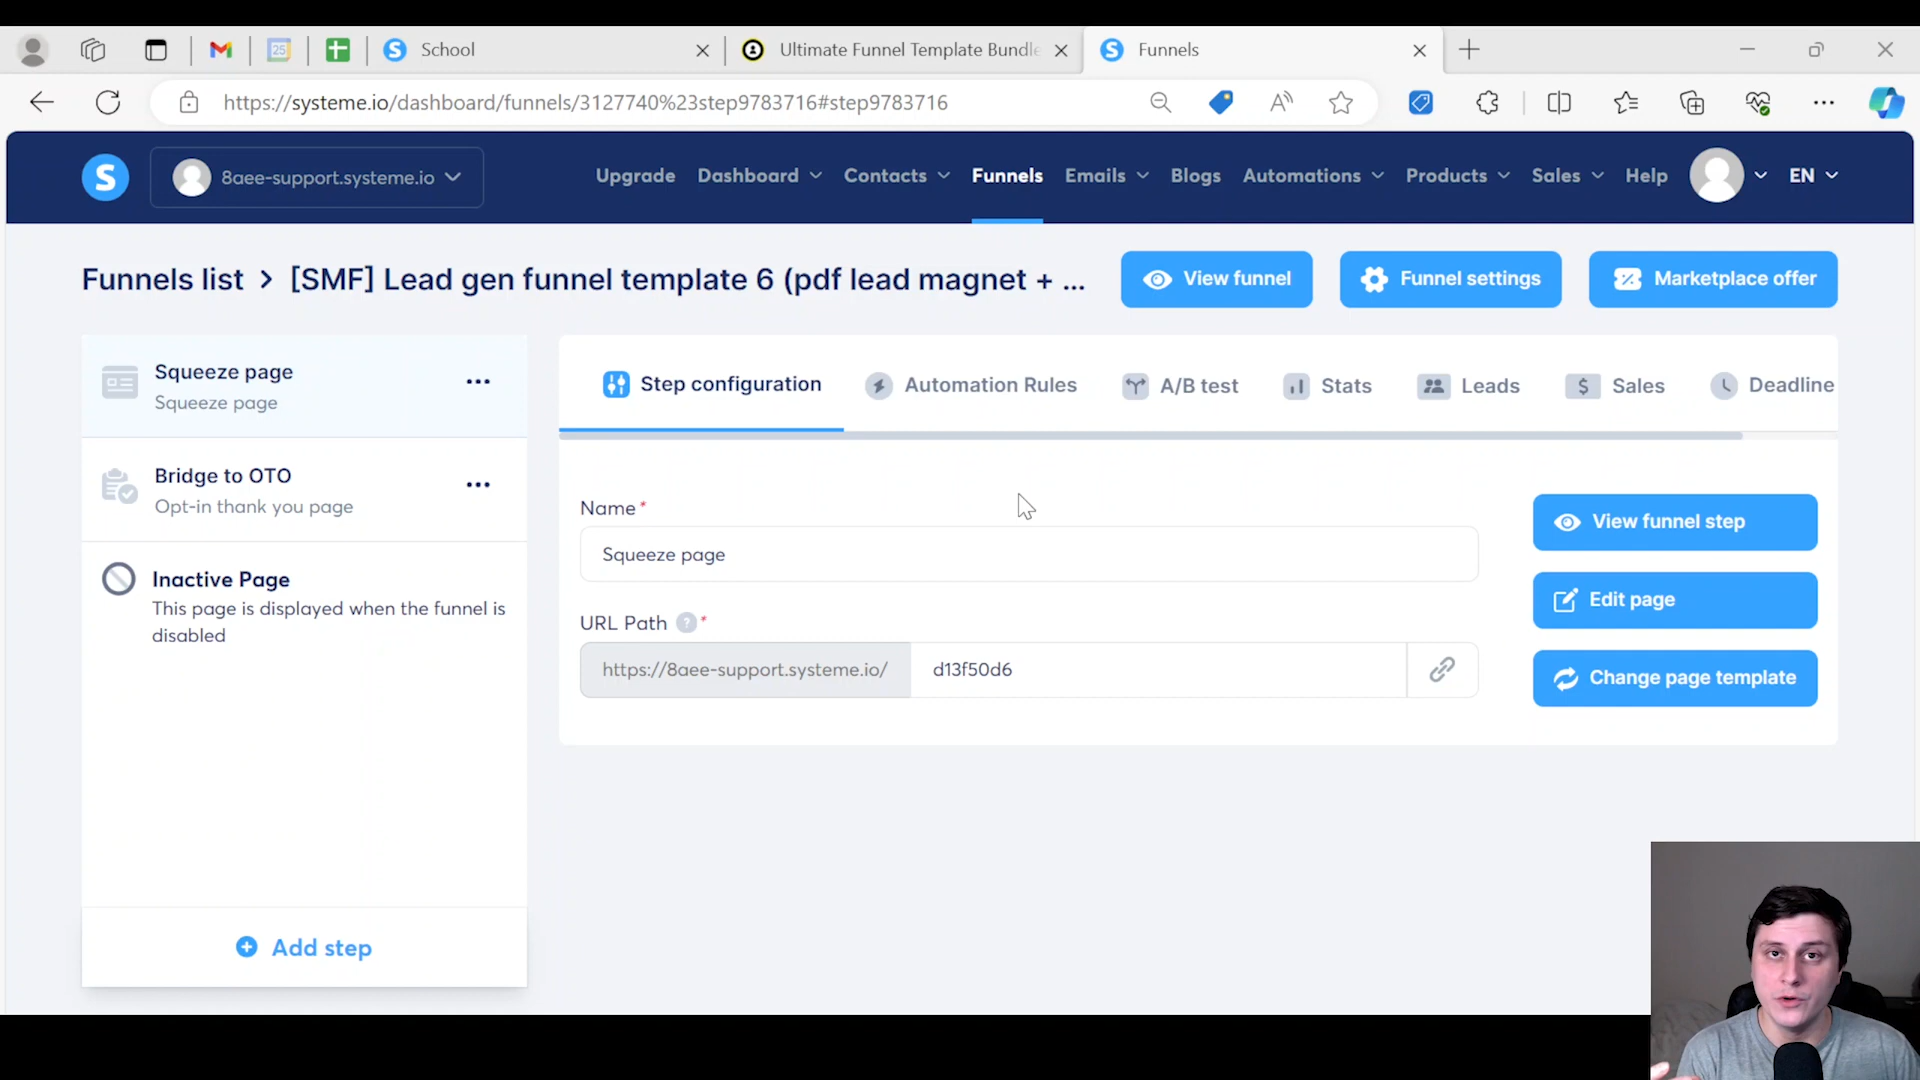 25
School
Ultimate Funnel Template Bundle
Funnels
https://systeme.io/dashboard/funnels/3127740%23step9783716#step9783716
S
8aee-support.systeme.io
Upgrade
Dashboard
Contacts
Funnels
Emails
Blogs
Automations
Products
Sales
Help
EN
Funnels list > [SMF] Lead gen funnel template 6 (pdf lead magnet + ...
View funnel
Funnel settings
Marketplace offer
Squeeze page
Squeeze page
Bridge to OTO
Opt-in thank you page
Inactive Page
This page is displayed when the funnel is
disabled
Add step
Step configuration
Automation Rules
A/B test
Stats
Leads
Sales
Deadline
Name*
Squeeze page
URL Path ? *
https://8aee-support.systeme.io/
d13f50d6
View funnel step
Edit page
Change page template